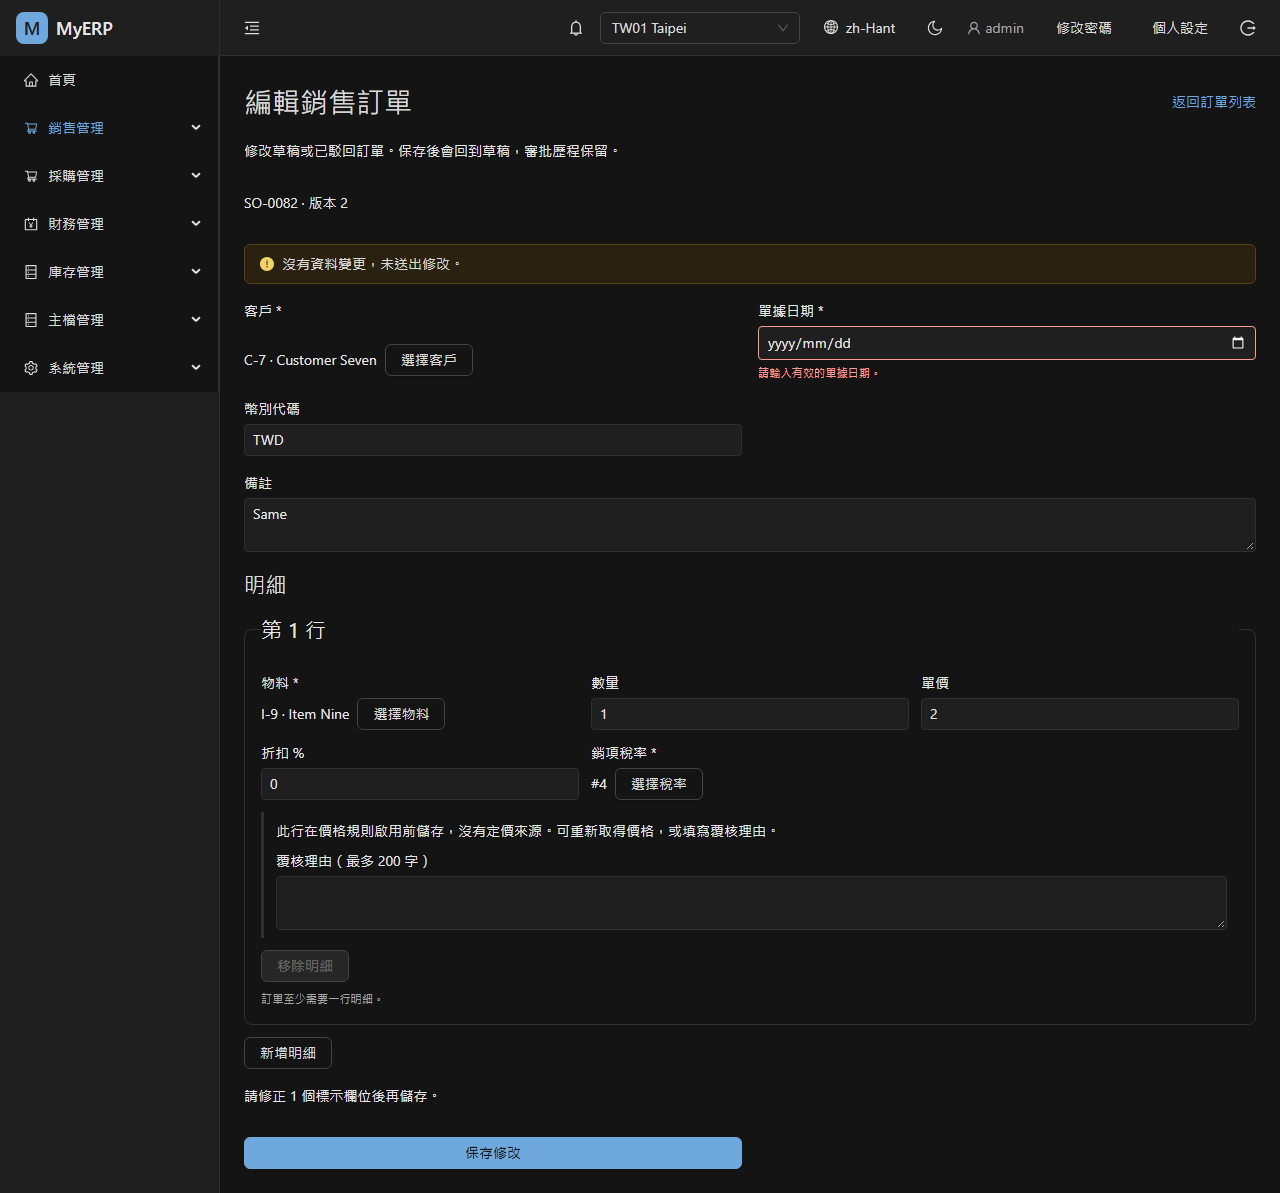 M MyERP
TW01 Taipei
zh-Hant
admin
修改密碼
個人設定
首頁
銷售管理
採購管理
財務管理
庫存管理
主檔管理
系統管理
編輯銷售訂單
返回訂單列表
修改草稿或已駁回訂單。保存後會回到草稿，審批歷程保留。
SO-0082 · 版本 2
沒有資料變更，未送出修改。
客戶 *
C-7 · Customer Seven 選擇客戶
單據日期 *
yyyy/mm/dd
請輸入有效的單據日期。
幣別代碼
TWD
備註
Same
明細
第 1 行
物料 *
I-9 · Item Nine 選擇物料
數量
1
單價
2
折扣 %
0
銷項稅率 *
#4 選擇稅率
此行在價格規則啟用前儲存，沒有定價來源。可重新取得價格，或填寫覆核理由。
覆核理由（最多 200 字）
移除明細
訂單至少需要一行明細。
新增明細
請修正 1 個標示欄位後再儲存。
保存修改